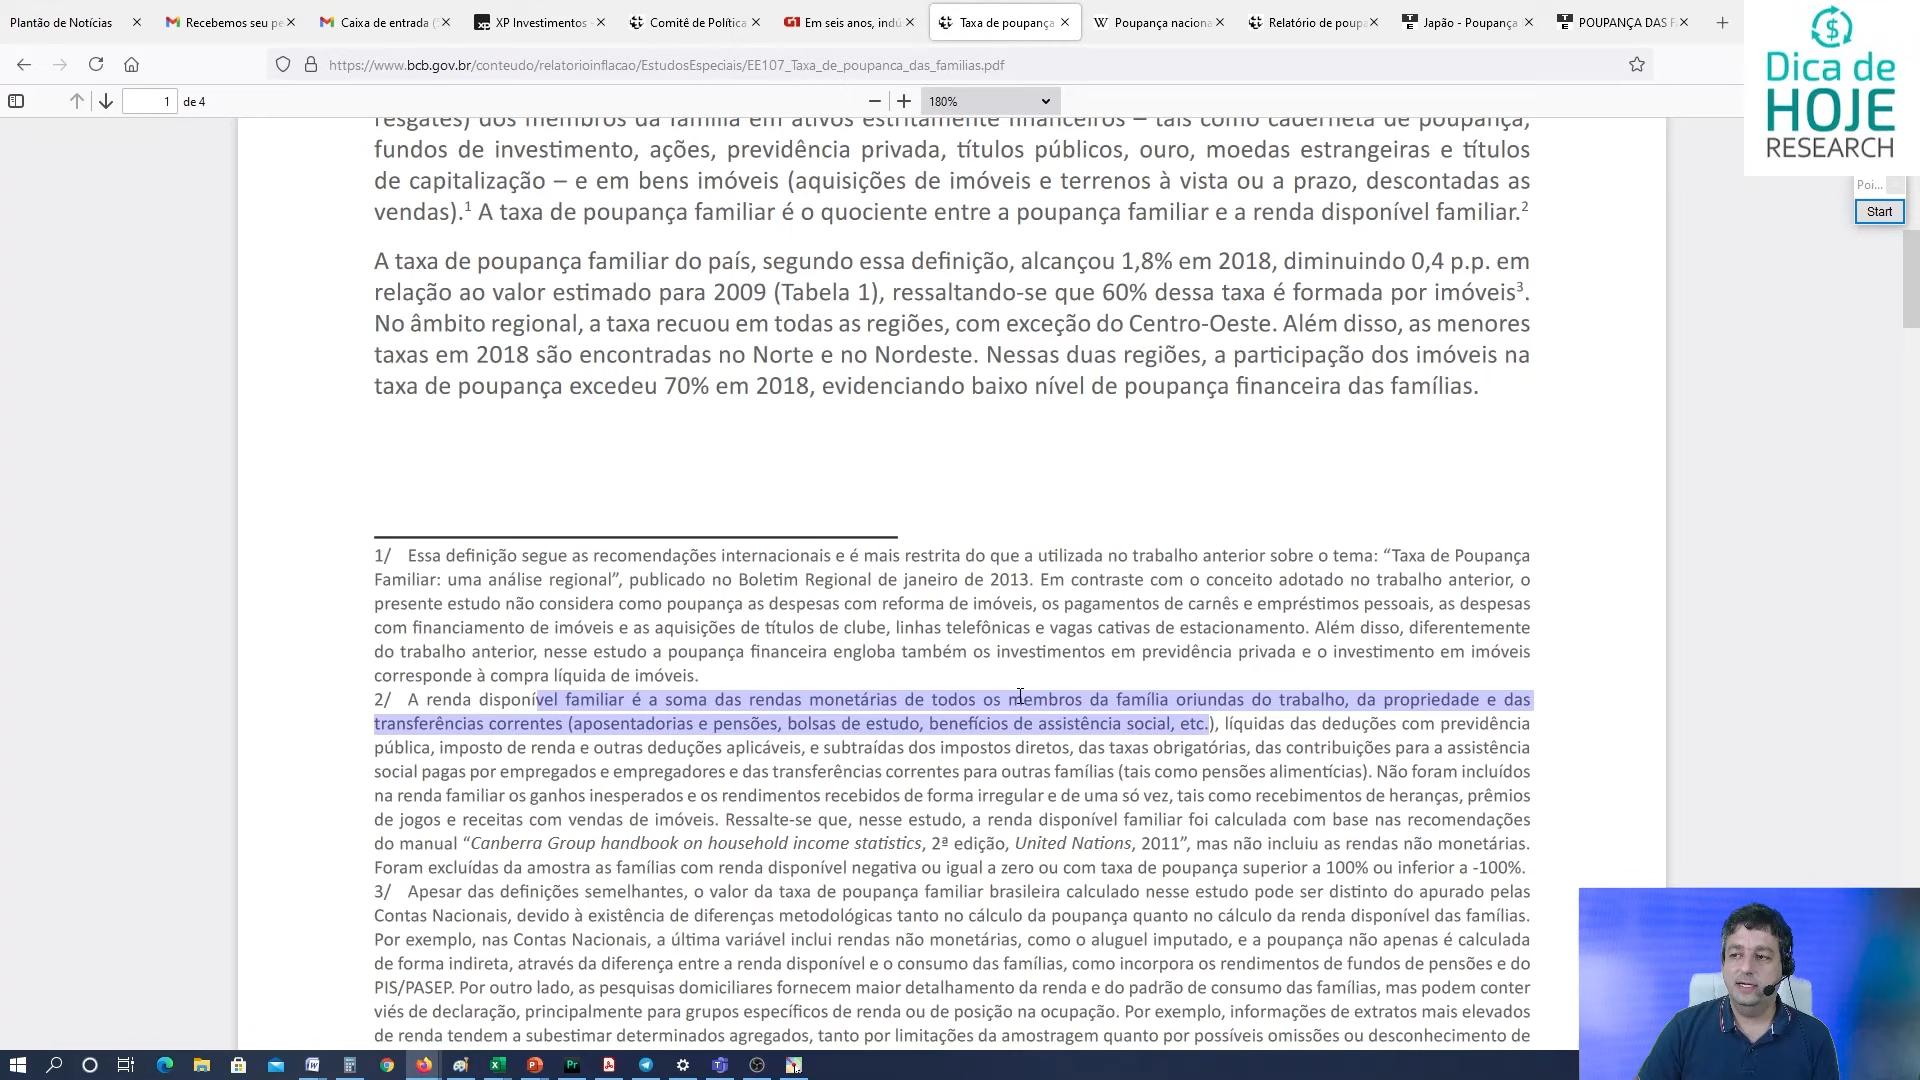 Plantão de Notícias
Recebemos seu pe
Caixa de entrada (
XP Investimentos -
Comitê de Política
Em seis anos, indú
Taxa de poupança
Poupança naciona
Relatório de poupa
Japão - Poupança
POUPANÇA DAS F
https://www.bcb.gov.br/conteudo/relatorioinflacao/EstudosEspeciais/EE107_Taxa_de_poupanca_das_familias.pdf
1 de 4
180%
Dica de
HOJE
RESEARCH
Poi...
Start
resgates) dos membros da família em ativos estritamente financeiros – tais como caderneta de poupança,
fundos de investimento, ações, previdência privada, títulos públicos, ouro, moedas estrangeiras e títulos
de capitalização – e em bens imóveis (aquisições de imóveis e terrenos à vista ou a prazo, descontadas as
vendas).1 A taxa de poupança familiar é o quociente entre a poupança familiar e a renda disponível familiar.2
A taxa de poupança familiar do país, segundo essa definição, alcançou 1,8% em 2018, diminuindo 0,4 p.p. em
relação ao valor estimado para 2009 (Tabela 1), ressaltando-se que 60% dessa taxa é formada por imóveis3.
No âmbito regional, a taxa recuou em todas as regiões, com exceção do Centro-Oeste. Além disso, as menores
taxas em 2018 são encontradas no Norte e no Nordeste. Nessas duas regiões, a participação dos imóveis na
taxa de poupança excedeu 70% em 2018, evidenciando baixo nível de poupança financeira das famílias.
1/ Essa definição segue as recomendações internacionais e é mais restrita do que a utilizada no trabalho anterior sobre o tema: “Taxa de Poupança
Familiar: uma análise regional”, publicado no Boletim Regional de janeiro de 2013. Em contraste com o conceito adotado no trabalho anterior, o
presente estudo não considera como poupança as despesas com reforma de imóveis, os pagamentos de carnês e empréstimos pessoais, as despesas
com financiamento de imóveis e as aquisições de títulos de clube, linhas telefônicas e vagas cativas de estacionamento. Além disso, diferentemente
do trabalho anterior, nesse estudo a poupança financeira engloba também os investimentos em previdência privada e o investimento em imóveis
corresponde à compra líquida de imóveis.
2/ A renda disponível familiar é a soma das rendas monetárias de todos os membros da família oriundas do trabalho, da propriedade e das
transferências correntes (aposentadorias e pensões, bolsas de estudo, benefícios de assistência social, etc.), líquidas das deduções com previdência
pública, imposto de renda e outras deduções aplicáveis, e subtraídas dos impostos diretos, das taxas obrigatórias, das contribuições para a assistência
social pagas por empregados e empregadores e das transferências correntes para outras famílias (tais como pensões alimentícias). Não foram incluídos
na renda familiar os ganhos inesperados e os rendimentos recebidos de forma irregular e de uma só vez, tais como recebimentos de heranças, prêmios
de jogos e receitas com vendas de imóveis. Ressalte-se que, nesse estudo, a renda disponível familiar foi calculada com base nas recomendações
do manual “Canberra Group handbook on household income statistics, 2ª edição, United Nations, 2011”, mas não incluiu as rendas não monetárias.
Foram excluídas da amostra as famílias com renda disponível negativa ou igual a zero ou com taxa de poupança superior a 100% ou inferior a -100%.
3/ Apesar das definições semelhantes, o valor da taxa de poupança familiar brasileira calculado nesse estudo pode ser distinto do apurado pelas
Contas Nacionais, devido à existência de diferenças metodológicas tanto no cálculo da poupança quanto no cálculo da renda disponível das famílias.
Por exemplo, nas Contas Nacionais, a última variável inclui rendas não monetárias, como o aluguel imputado, e a poupança não apenas é calculada
de forma indireta, através da diferença entre a renda disponível e o consumo das famílias, como incorpora os rendimentos de fundos de pensões e do
PIS/PASEP. Por outro lado, as pesquisas domiciliares fornecem maior detalhamento da renda e do padrão de consumo das famílias, mas podem conter
viés de declaração, principalmente para grupos específicos de renda ou de posição na ocupação. Por exemplo, informações de extratos mais elevados
de renda tendem a subestimar determinados agregados, tanto por limitações da amostragem quanto por possíveis omissões ou desconhecimento de